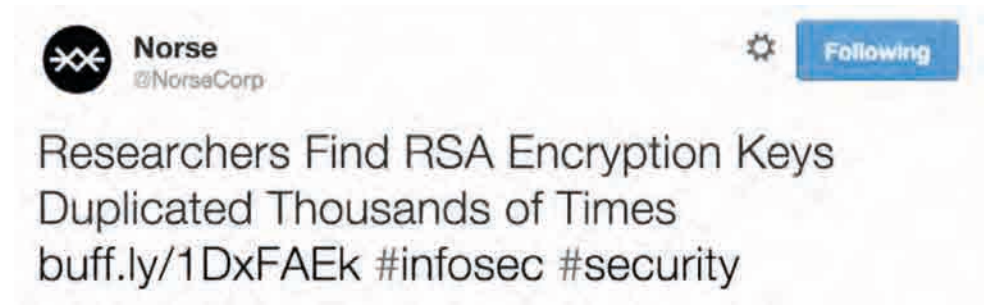 Norse
@NorseCorp
Following
Researchers Find RSA Encryption Keys
Duplicated Thousands of Times
buff.ly/1DxFAEk #infosec #security